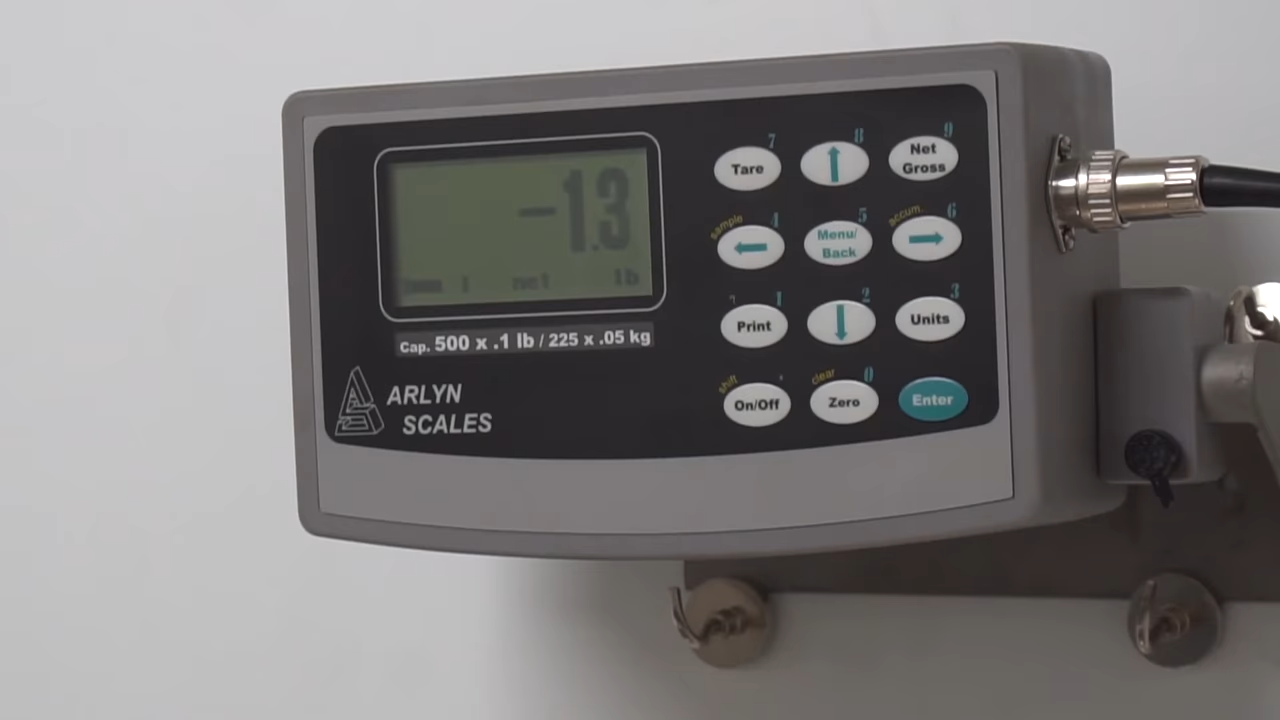 -1.3
net
lb
Cap. 500 x .1 lb / 225 x .05 kg
ARLYN
SCALES
7 8 9
Tare Net
Gross
sample 4 5 accum. 6
Menu/
Back
1 2 3
Print Units
shift . clear 0
On/Off Zero Enter